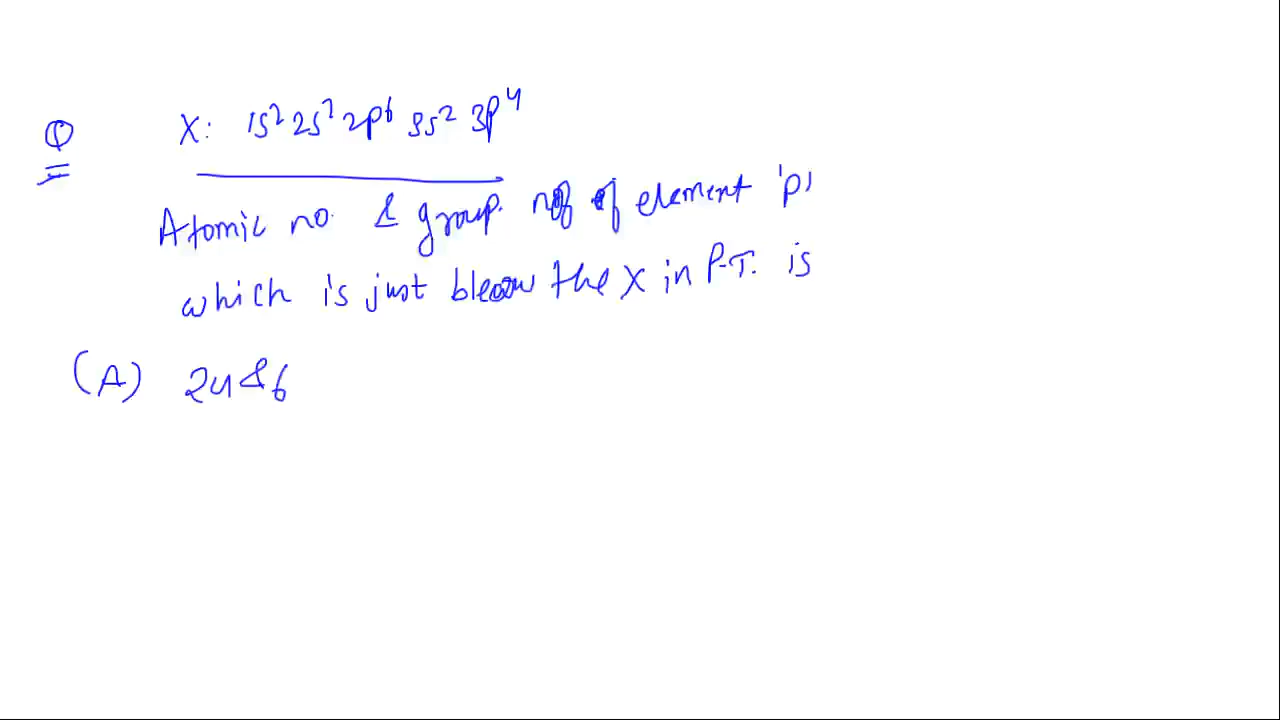 Q X: 1s² 2s² 2p⁶ 3s² 3p⁴
Atomic no. & group no of element 'p'
which is just below the X in P.T. is
(A) 24 & 6